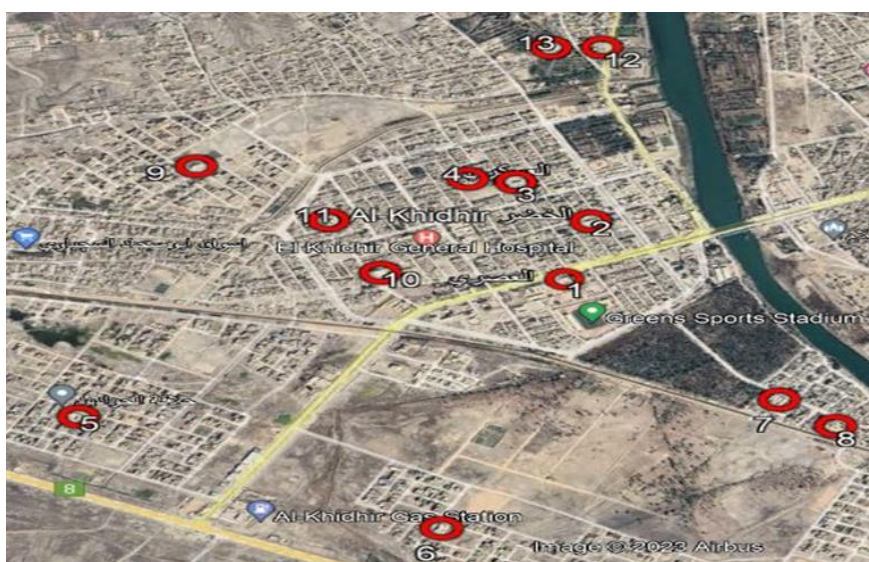 13
12
9
4
3
11
Al-Khidhir الخضر
2
El Khidhir General Hospital
10
العصري
1
Greens Sports Stadium
5
7
8
8
Al-Khidhir Gas Station
6
Image © 2023 Airbus